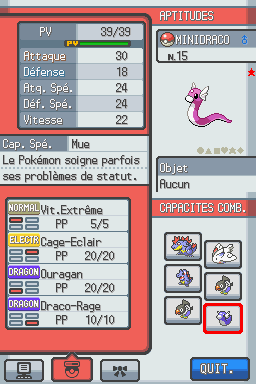 PV 39/39
PV
Attaque 30
Défense 18
Atq. Spé. 24
Déf. Spé. 24
Vitesse 22
Cap. Spé. Mue
Le Pokémon soigne parfois
ses problèmes de statut.
NORMAL Vit.Extrême
PP 5/5
ELECTR Cage-Eclair
PP 20/20
DRAGON Ouragan
PP 20/20
DRAGON Draco-Rage
PP 10/10
APTITUDES
MINIDRACO ♂
N.15
Objet
Aucun
CAPACITES COMB.
QUIT.